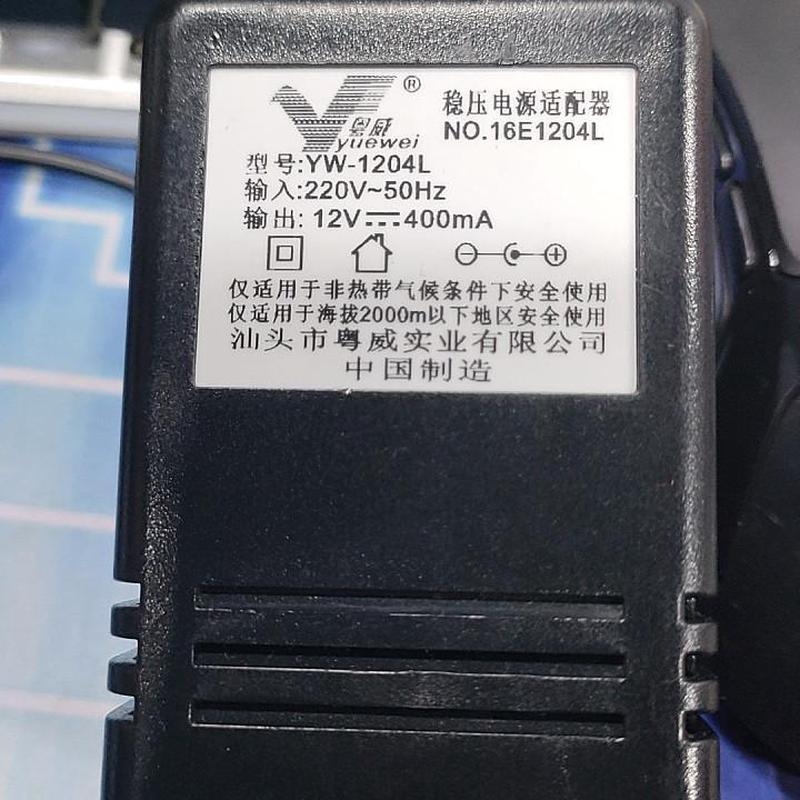 粤威
yuewei
®
稳压电源适配器
NO.16E1204L
型号:YW-1204L
输入:220V~50Hz
输出: 12V⎓400mA
仅适用于非热带气候条件下安全使用
仅适用于海拔2000m以下地区安全使用
汕头市粤威实业有限公司
中国制造